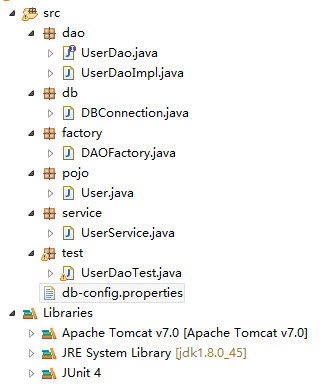 src
dao
UserDao.java
UserDaoImpl.java
db
DBConnection.java
factory
DAOFactory.java
pojo
User.java
service
UserService.java
test
UserDaoTest.java
db-config.properties
Libraries
Apache Tomcat v7.0 [Apache Tomcat v7.0]
JRE System Library [jdk1.8.0_45]
JUnit 4